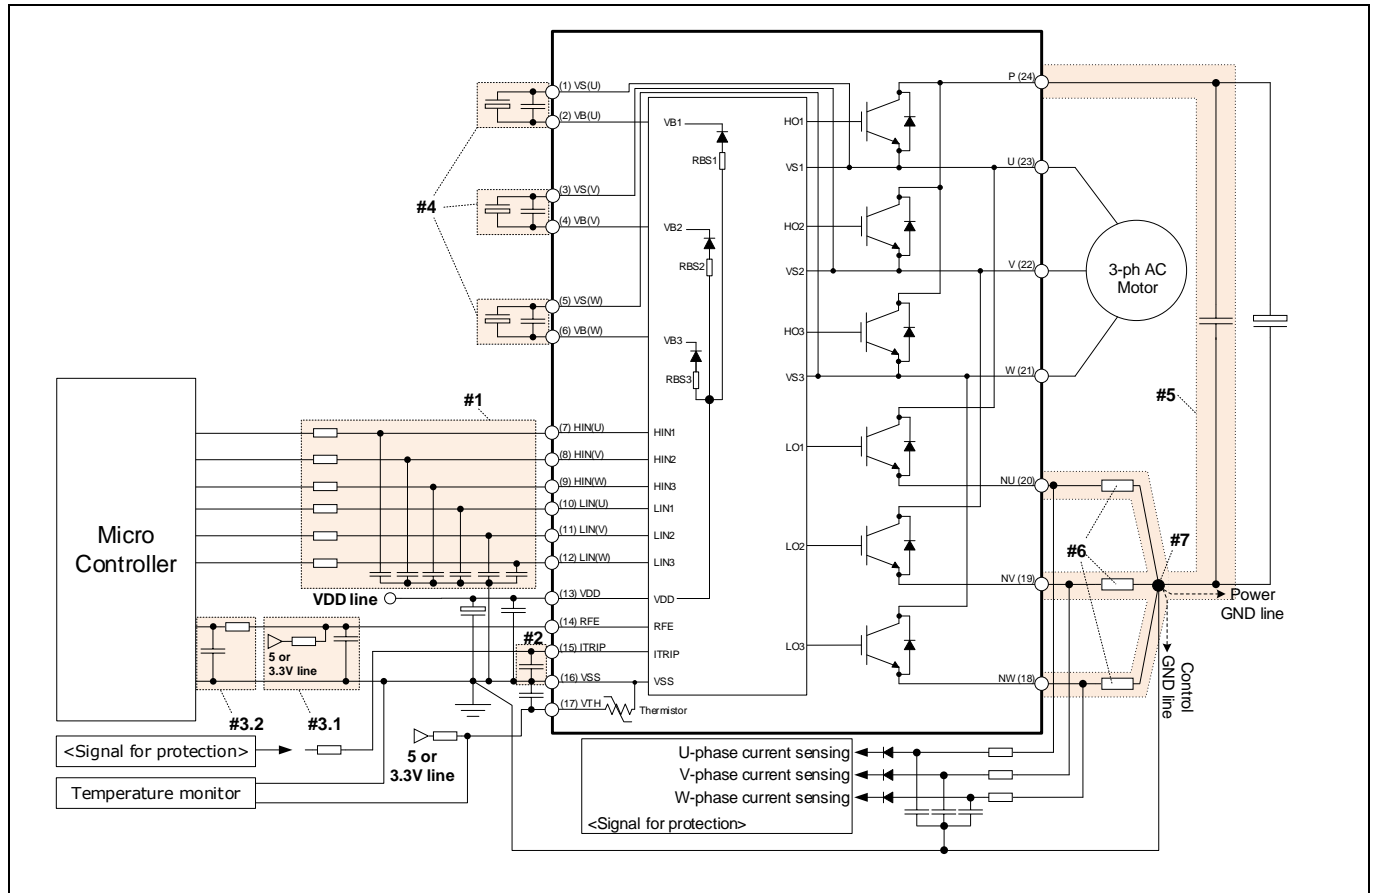 (1) VS(U)
(2) VB(U)
(3) VS(V)
(4) VB(V)
(5) VS(W)
(6) VB(W)
#4
#1
(7) HIN(U)
(8) HIN(V)
(9) HIN(W)
(10) LIN(U)
(11) LIN(V)
(12) LIN(W)
(13) VDD
(14) RFE
(15) ITRIP
(16) VSS
(17) VTH
Thermistor
VB1
RBS1
VB2
RBS2
VB3
RBS3
HIN1
HIN2
HIN3
LIN1
LIN2
LIN3
VDD
RFE
ITRIP
VSS
HO1
VS1
HO2
VS2
HO3
VS3
LO1
LO2
LO3
P (24)
U (23)
V (22)
W (21)
NU (20)
NV (19)
NW (18)
3-ph AC
Motor
#5
#6
#7
Power
GND line
Control
GND line
Micro
Controller
VDD line
#2
5 or
3.3V line
#3.2
#3.1
<Signal for protection>
Temperature monitor
5 or
3.3V line
U-phase current sensing
V-phase current sensing
W-phase current sensing
<Signal for protection>